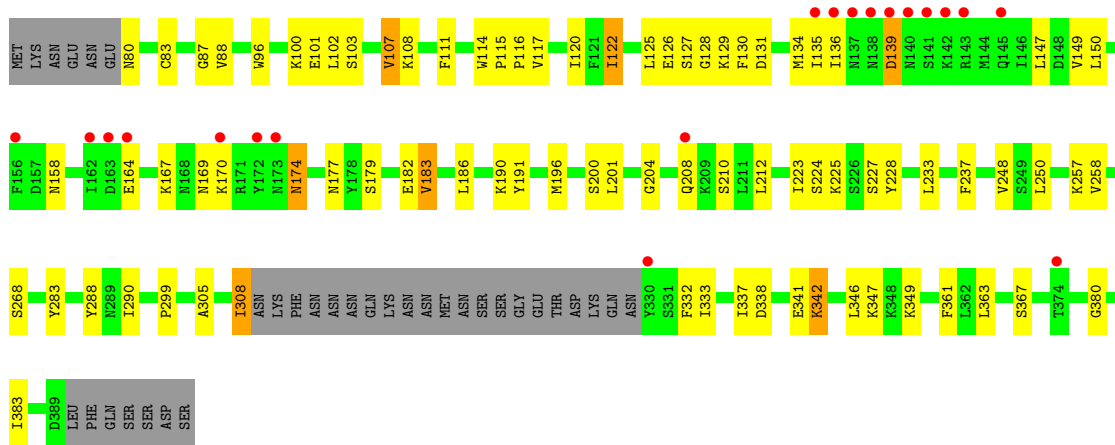 MET LYS ASN GLU ASN GLU N80 C83 G87 V88 W96 K100 E101 L102 S103 V107 K108 F111 W114 P115 P116 V117 I120 F121 I122 L125 E126 S127 G128 K129 F130 D131 M134 I135 I136 N137 N138 D139 N140 S141 K142 R143 M144 Q145 I146 L147 D148 V149 L150
F156 D157 N158 I162 D163 E164 K167 N168 N169 K170 R171 Y172 N173 N174 N177 Y178 S179 E182 V183 L186 K190 Y191 M196 S200 L201 G204 Q208 K209 S210 L211 L212 I223 S224 K225 S226 S227 Y228 L233 F237 V248 S249 L250 K257 V258
S268 Y283 Y288 N289 I290 P299 A305 I308 ASN LYS PHE ASN ASN ASN GLN LYS ASN ASN MET ASN SER SER GLY GLU THR ASP LYS GLN ASN Y330 S331 F332 I333 I337 D338 E341 K342 L346 K347 K348 K349 F361 L362 L363 S367 T374 G380
I383 D389 LEU PHE GLN SER SER ASP SER